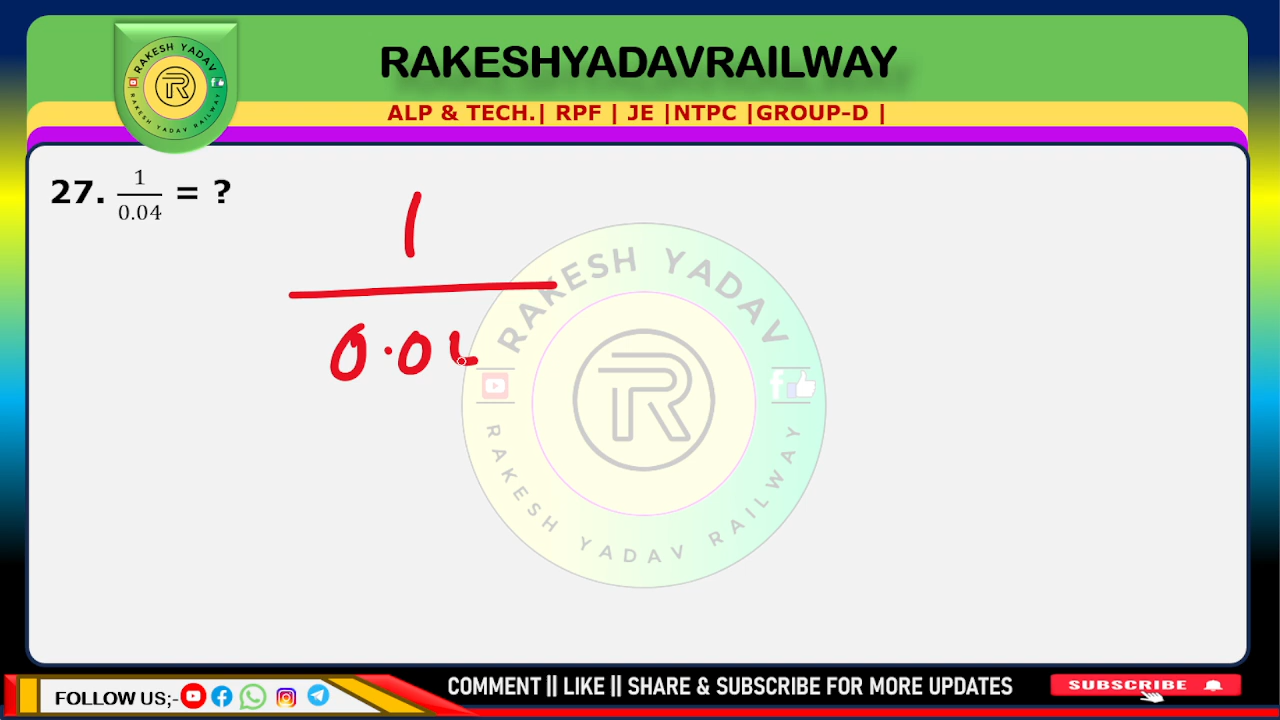 RAKESH YADAV
RAKESH YADAV RAILWAY
RAKESHYADAVRAILWAY
ALP & TECH.| RPF | JE |NTPC |GROUP-D |
27. 1/0.04 = ?
1
0.04
RAKESH YADAV
RAKESH YADAV RAILWAY
FOLLOW US;-
COMMENT || LIKE || SHARE & SUBSCRIBE FOR MORE UPDATES
SUBSCRIBE